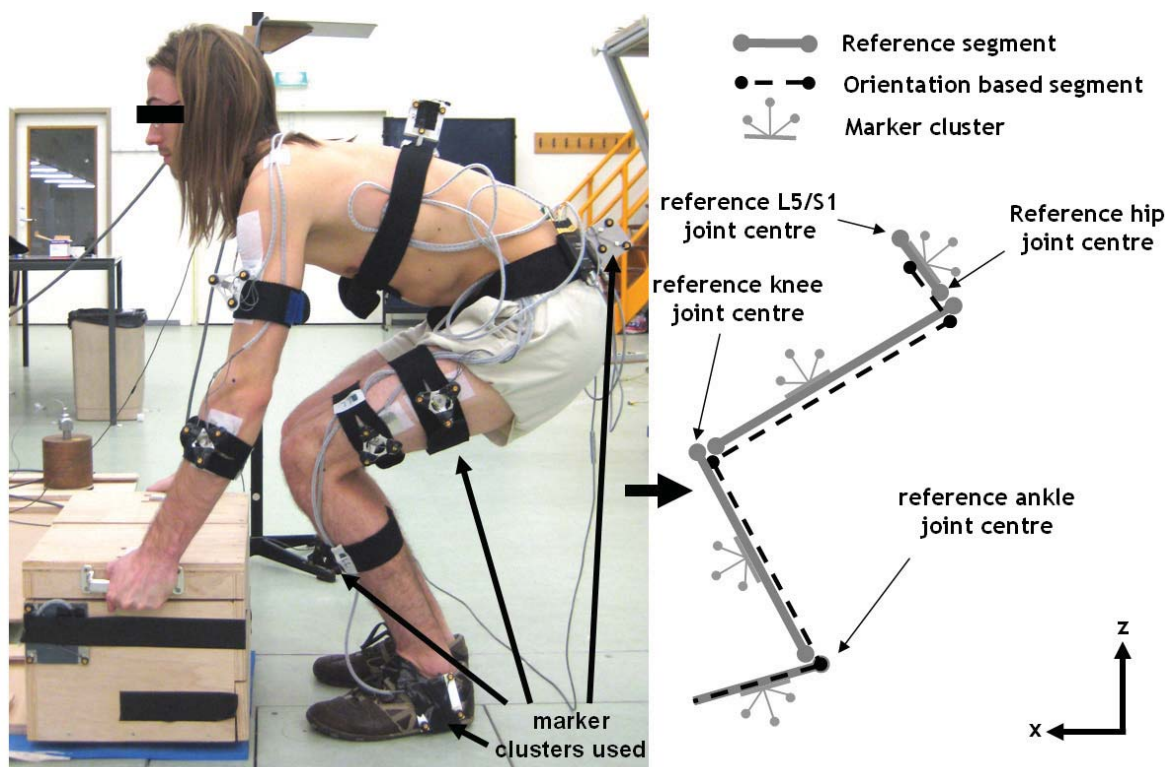 Reference segment
Orientation based segment
Marker cluster
reference L5/S1
joint centre
Reference hip
joint centre
reference knee
joint centre
reference ankle
joint centre
marker
clusters used
z
x